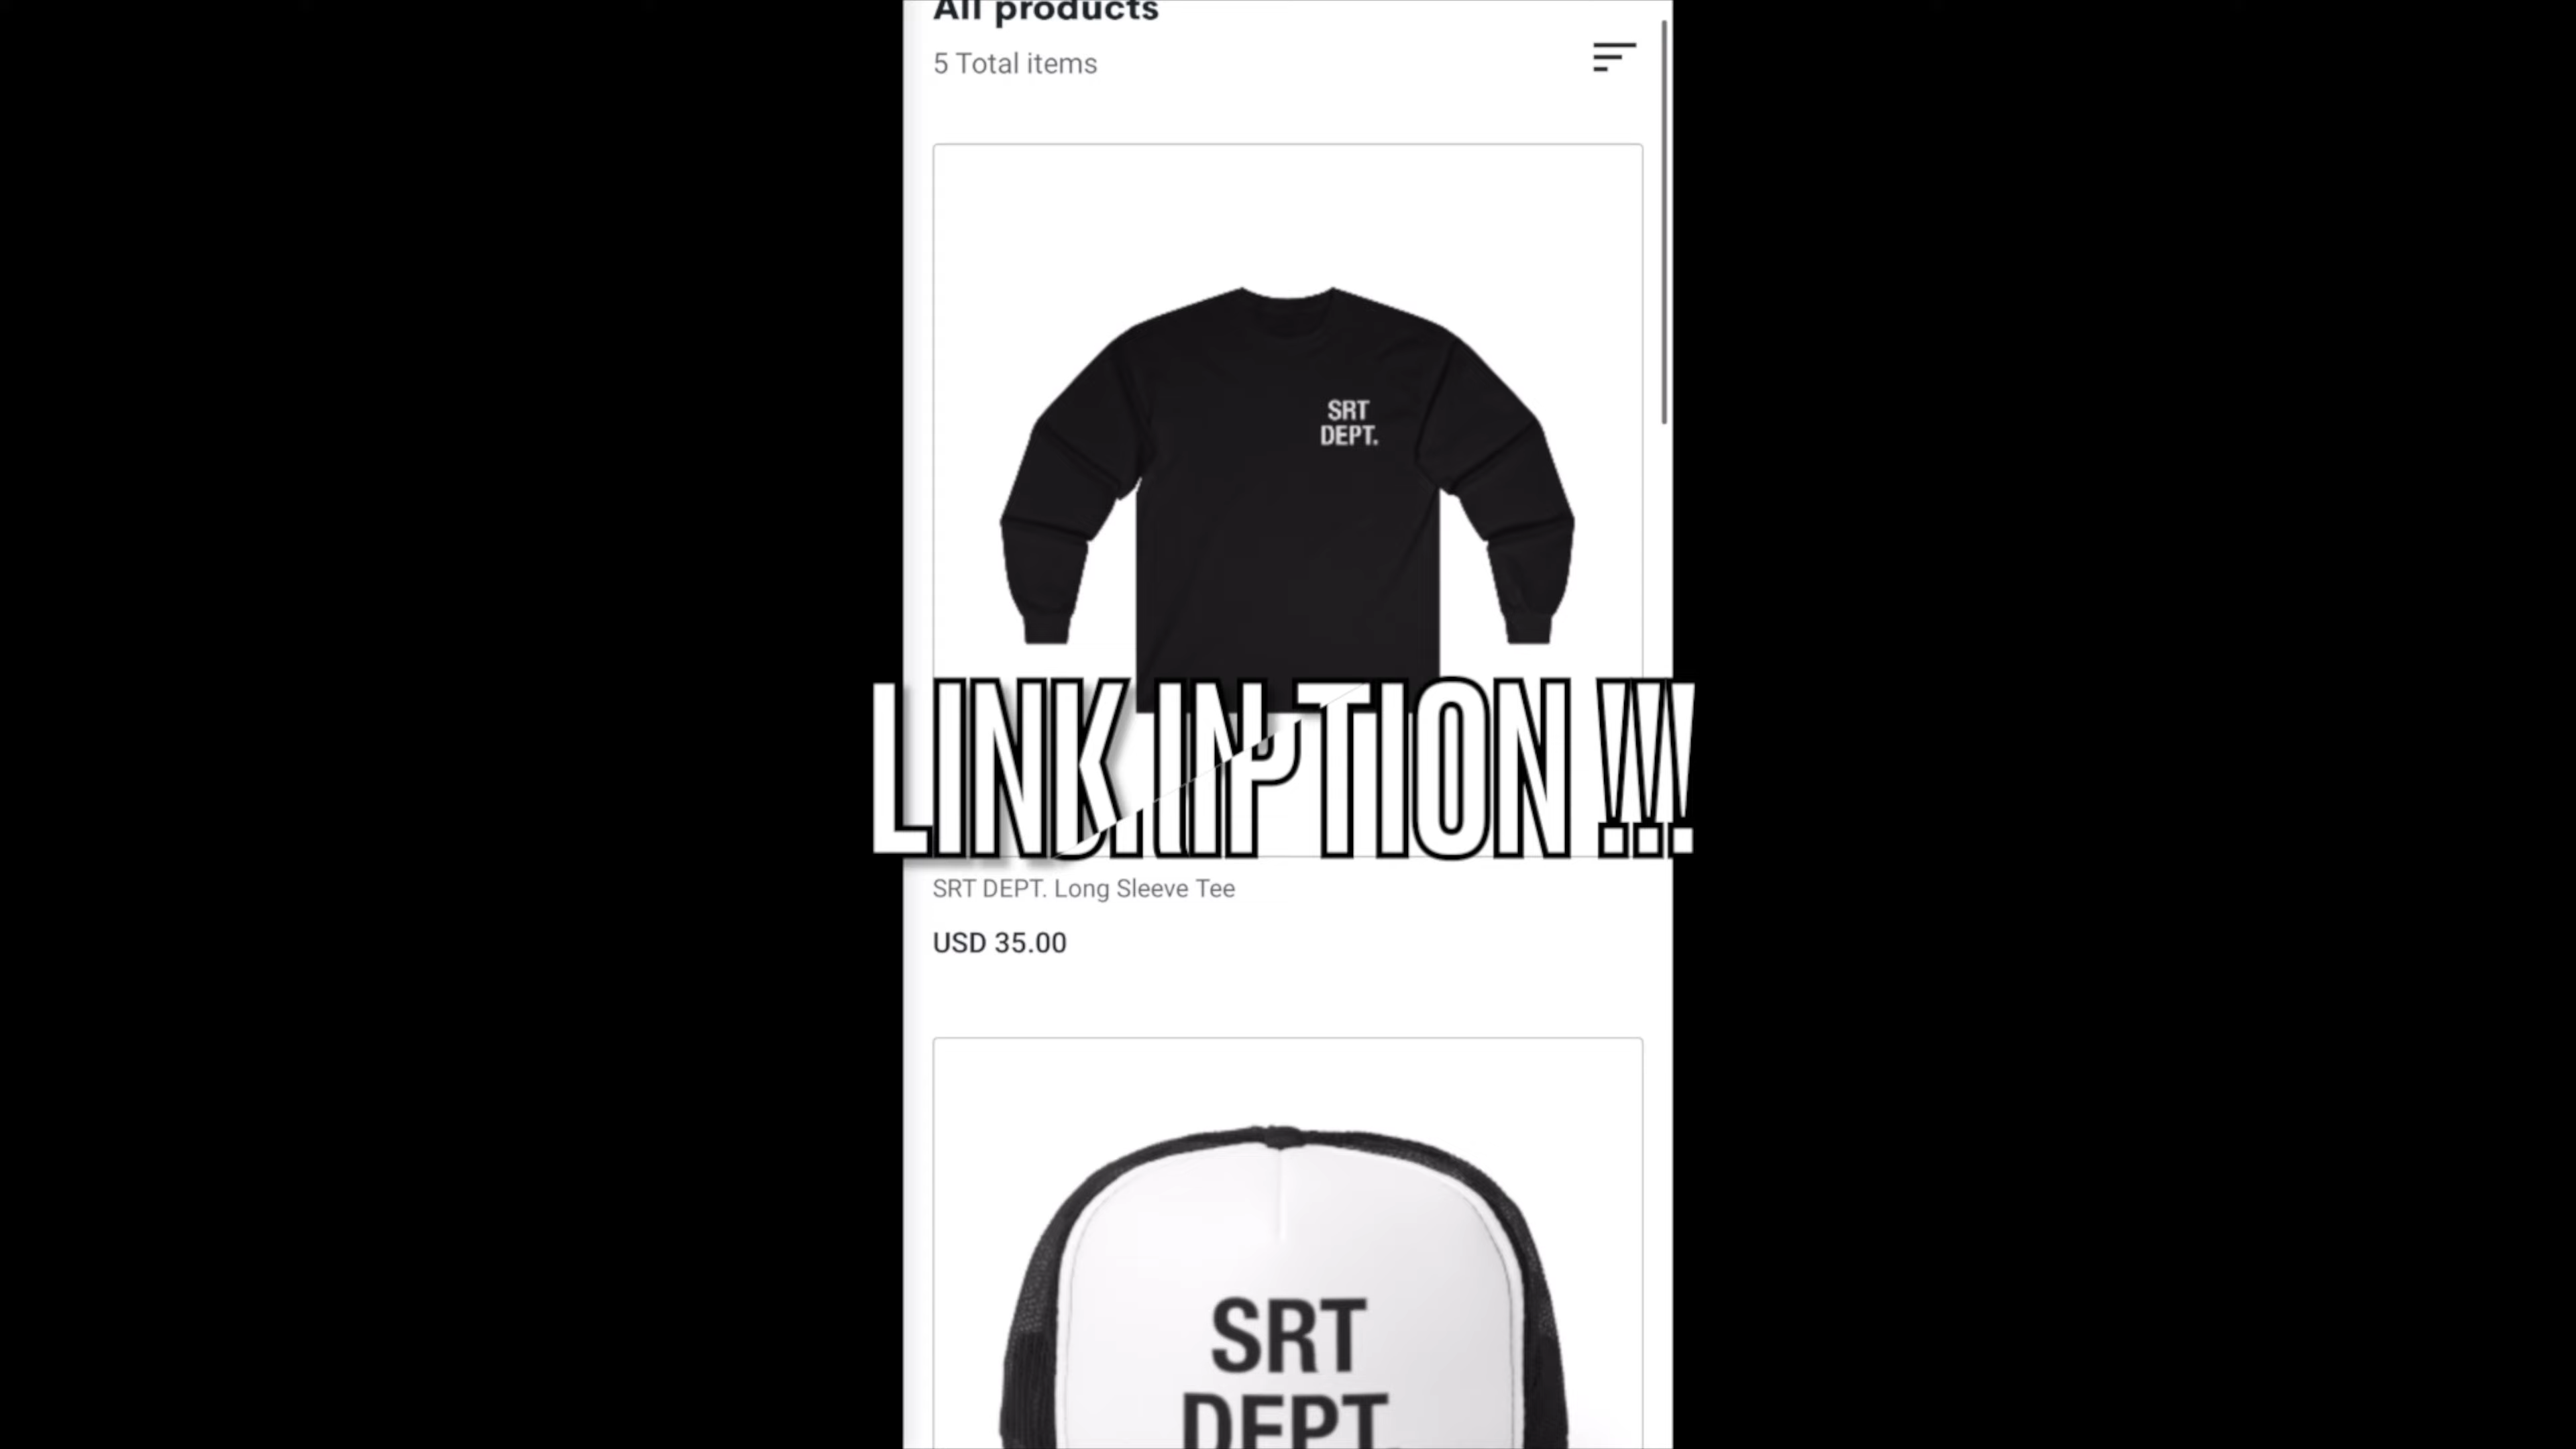 All products
5 Total items
SRT
DEPT.
LINK IN PTION !!!
SRT DEPT. Long Sleeve Tee
USD 35.00
SRT
DEPT.